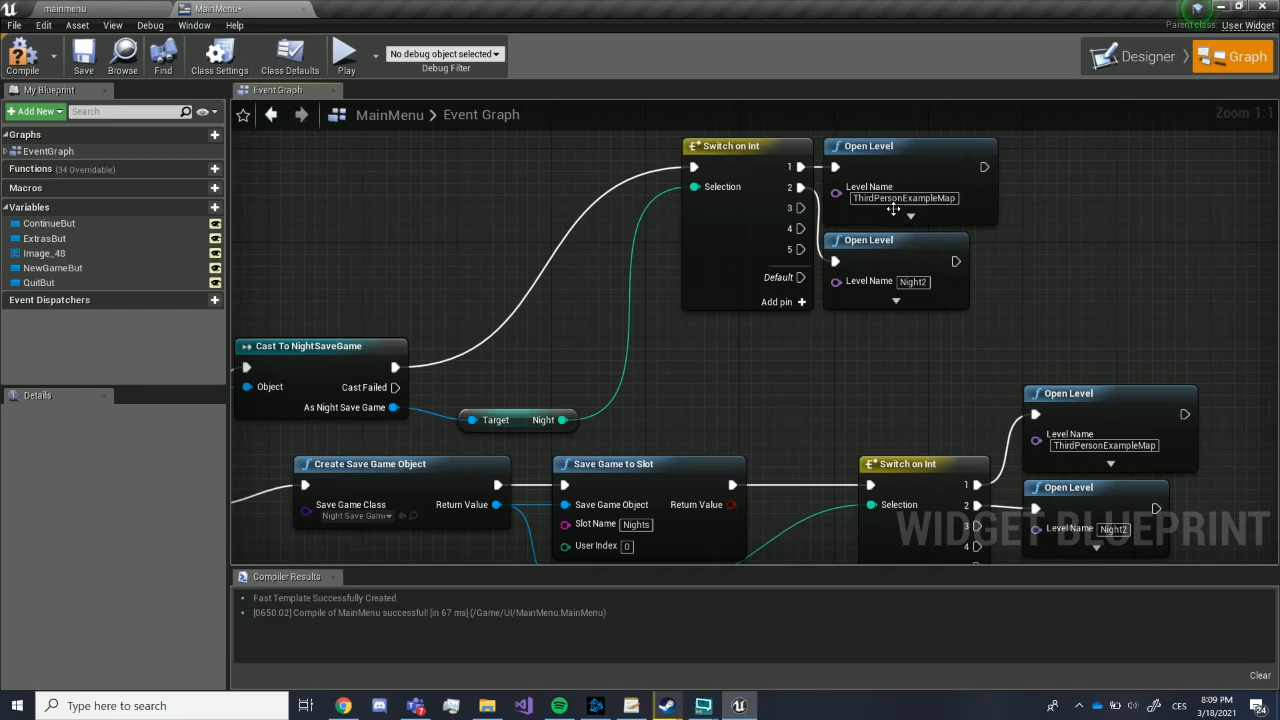 mainmenu
MainMenu*
Parent class:
File Edit Asset View Debug Window Help
User Widget
Compile
Save
Browse
Find
Class Settings
Class Defaults
Play
No debug object selected
Debug Filter
Designer
Graph
My Blueprint
Event Graph
Add New
Search
MainMenu > Event Graph
Zoom 1:1
Graphs
EventGraph
Functions (34 Overridable)
Macros
Variables
ContinueBut
ExtrasBut
Image_48
NewGameBut
QuitBut
Event Dispatchers
Details
Switch on Int
Selection
1
2
3
4
5
Default
Add pin
Open Level
Level Name
ThirdPersonExampleMap
Open Level
Level Name Night2
Cast To NightSaveGame
Object
Cast Failed
As Night Save Game
Target Night
Create Save Game Object
Save Game Class
Night Save Game
Return Value
Save Game to Slot
Save Game Object
Return Value
Slot Name Nights
User Index 0
Switch on Int
Selection
1
2
3
4
Open Level
Level Name
ThirdPersonExampleMap
Open Level
Level Name Night2
WIDGET BLUEPRINT
Compiler Results
Fast Template Successfully Created.
[0650.02] Compile of MainMenu successful! [in 67 ms] (/Game/UI/MainMenu.MainMenu)
Clear
Type here to search
CES
8:09 PM
3/18/2021
24